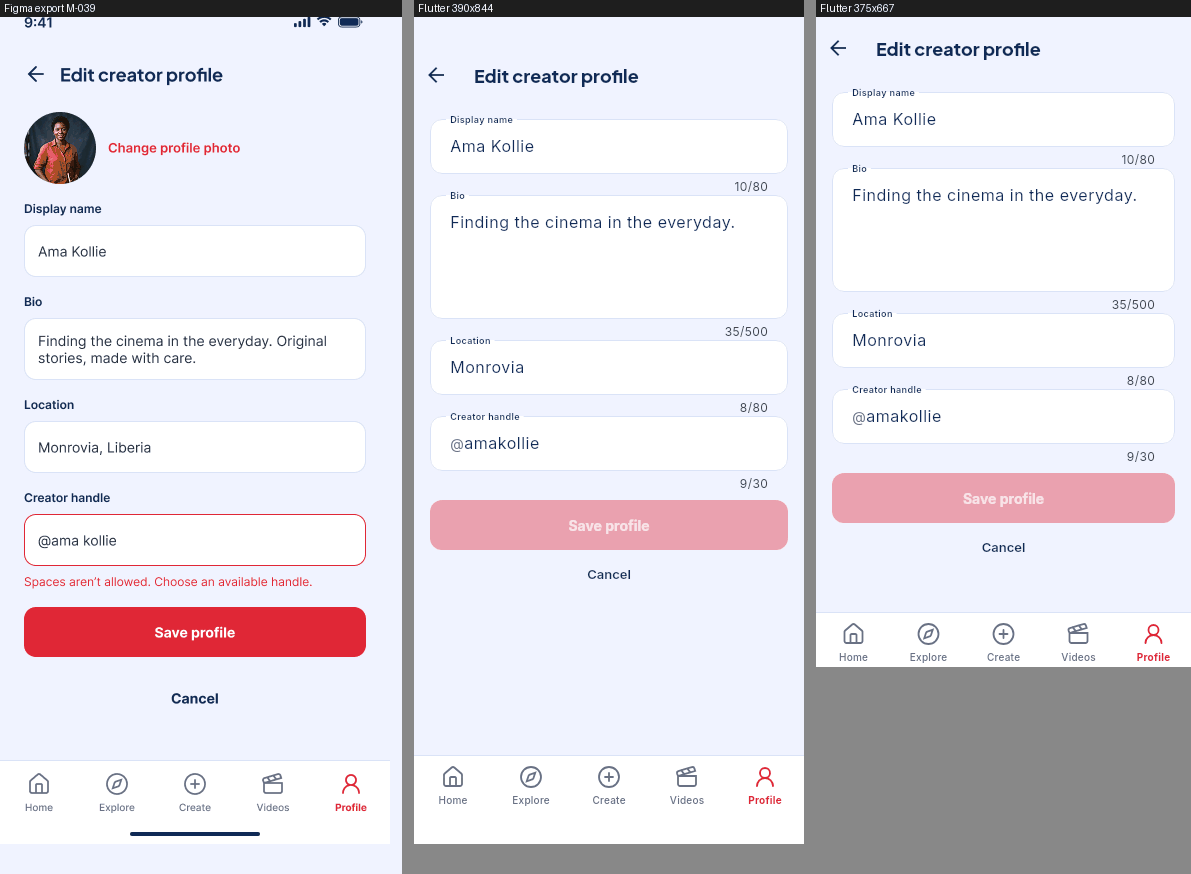 Figma export M-039
9:41
Edit creator profile
Change profile photo
Display name
Ama Kollie
Bio
Finding the cinema in the everyday. Original
stories, made with care.
Location
Monrovia, Liberia
Creator handle
@ama kollie
Spaces aren’t allowed. Choose an available handle.
Save profile
Cancel
Home
Explore
Create
Videos
Profile
Flutter 390x844
Edit creator profile
Display name
Ama Kollie
10/80
Bio
Finding the cinema in the everyday.
35/500
Location
Monrovia
8/80
Creator handle
@amakollie
9/30
Save profile
Cancel
Home
Explore
Create
Videos
Profile
Flutter 375x667
Edit creator profile
Display name
Ama Kollie
10/80
Bio
Finding the cinema in the everyday.
35/500
Location
Monrovia
8/80
Creator handle
@amakollie
9/30
Save profile
Cancel
Home
Explore
Create
Videos
Profile